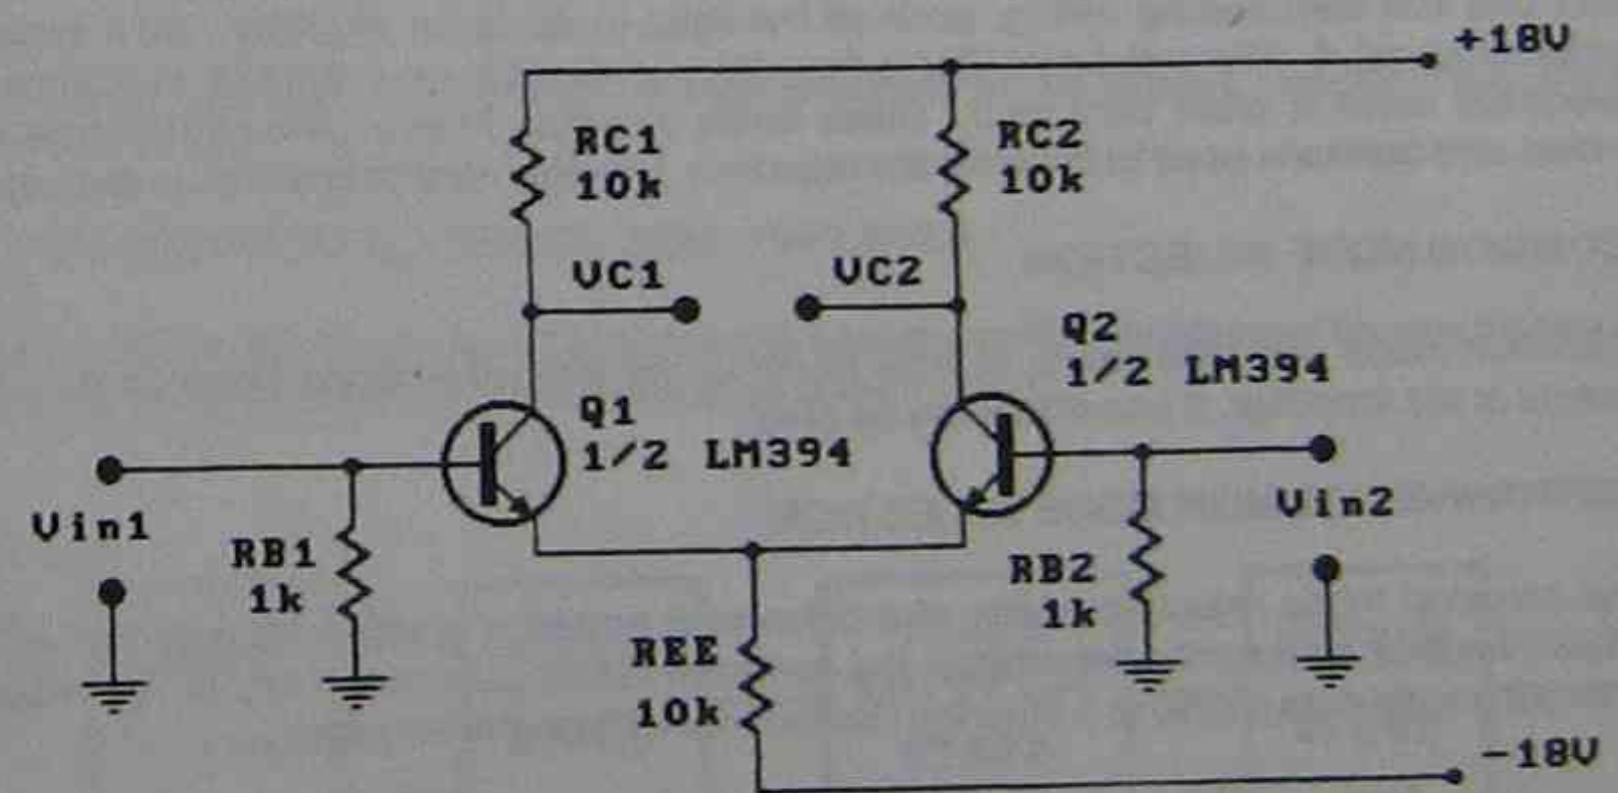 +18V
RC1
10k
RC2
10k
VC1
VC2
Q2
1/2 LM394
Q1
1/2 LM394
Vin1
Vin2
RB1
1k
RB2
1k
REE
10k
-18V